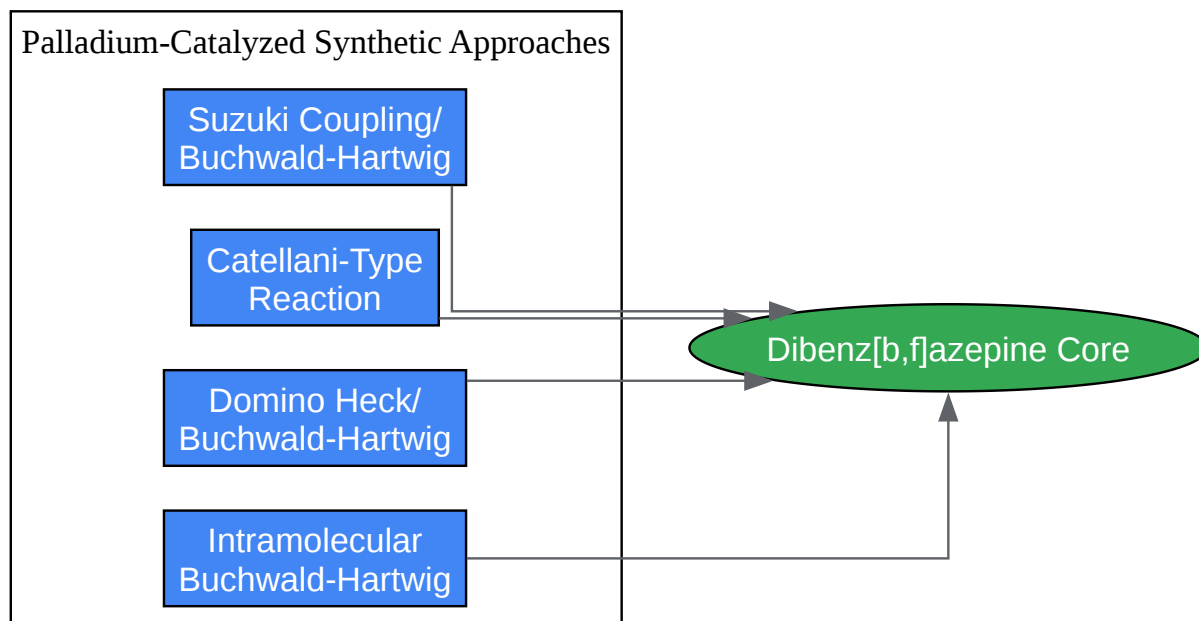 Palladium-Catalyzed Synthetic Approaches
Suzuki Coupling/
Buchwald-Hartwig
Catellani-Type
Reaction
Domino Heck/
Buchwald-Hartwig
Intramolecular
Buchwald-Hartwig
Dibenz[b,f]azepine Core